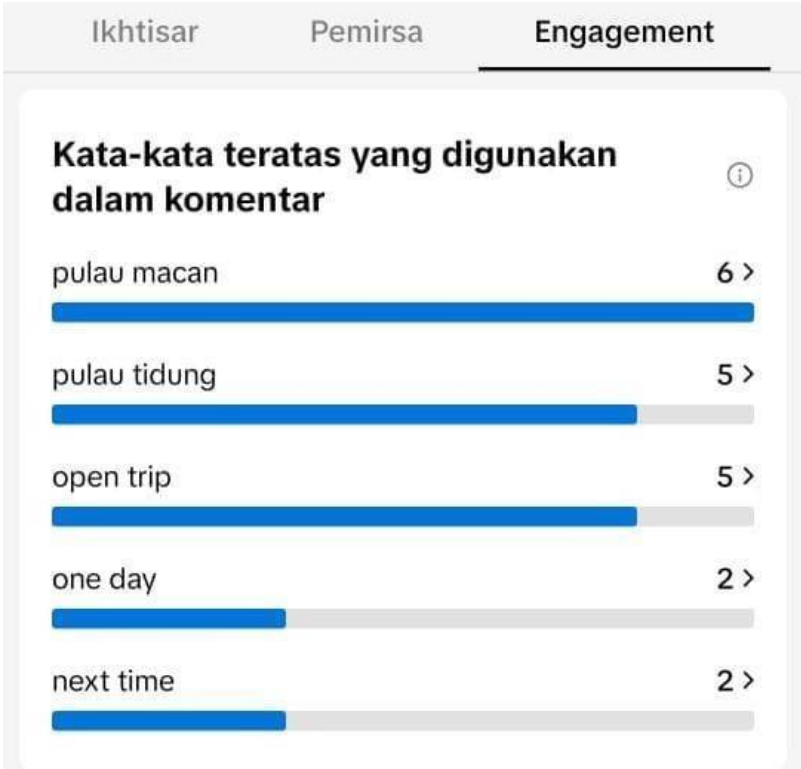 Ikhtisar Pemirsa Engagement
Kata-kata teratas yang digunakan
dalam komentar
pulau macan 6 >
pulau tidung 5 >
open trip 5 >
one day 2 >
next time 2 >